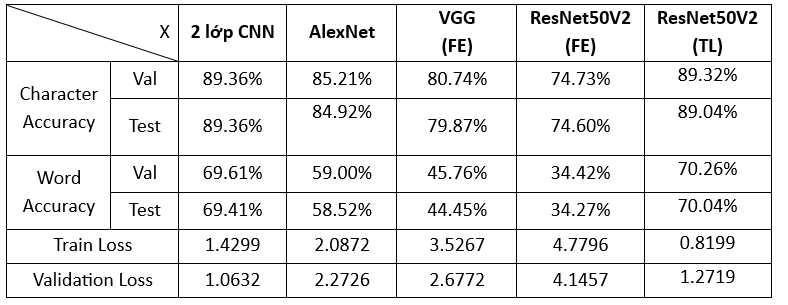 X 2 lớp CNN AlexNet VGG (FE) ResNet50V2 (FE) ResNet50V2 (TL)
Character Accuracy Val 89.36% 85.21% 80.74% 74.73% 89.32%
Test 89.36% 84.92% 79.87% 74.60% 89.04%
Word Accuracy Val 69.61% 59.00% 45.76% 34.42% 70.26%
Test 69.41% 58.52% 44.45% 34.27% 70.04%
Train Loss 1.4299 2.0872 3.5267 4.7796 0.8199
Validation Loss 1.0632 2.2726 2.6772 4.1457 1.2719